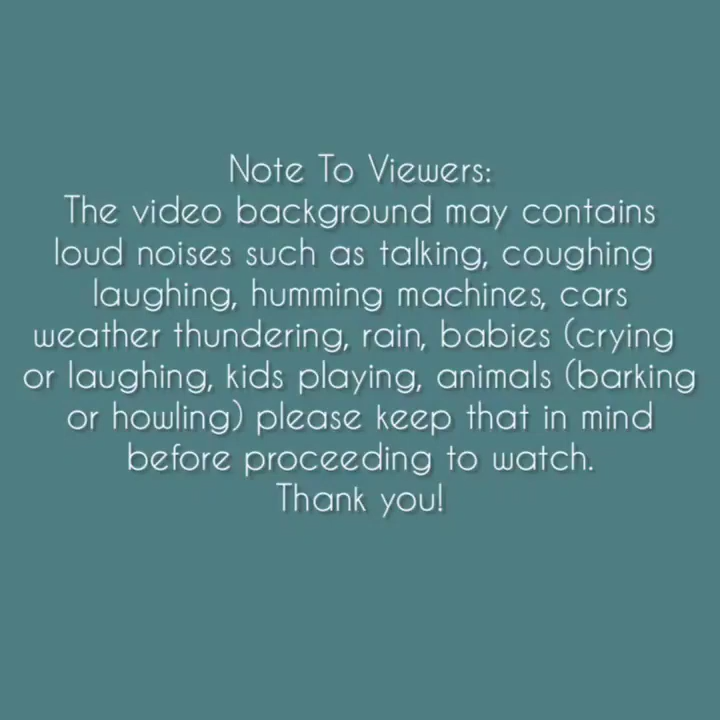 Note To Viewers:
The video background may contains
loud noises such as talking, coughing
laughing, humming machines, cars
weather thundering, rain, babies (crying
or laughing, kids playing, animals (barking
or howling) please keep that in mind
before proceeding to watch.
Thank you!